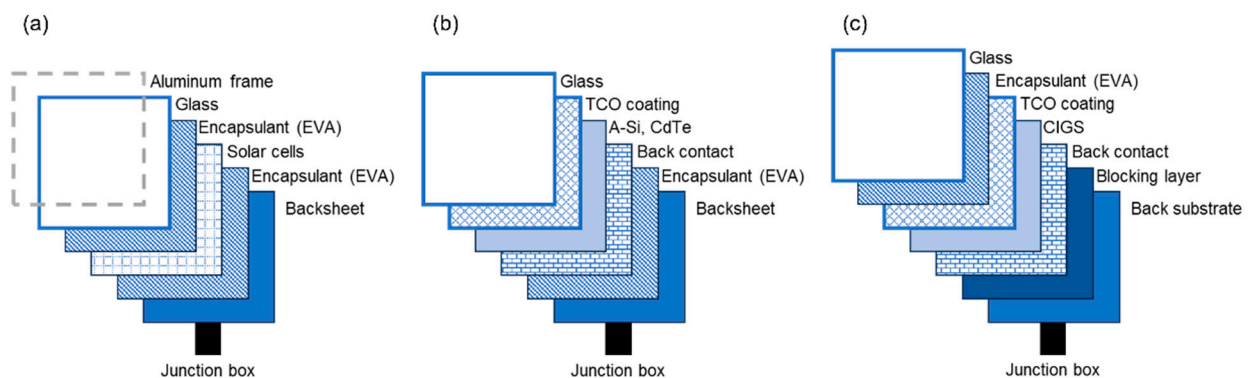 (a)
Aluminum frame
Glass
Encapsulant (EVA)
Solar cells
Encapsulant (EVA)
Backsheet
Junction box
(b)
Glass
TCO coating
A-Si, CdTe
Back contact
Encapsulant (EVA)
Backsheet
Junction box
(c)
Glass
Encapsulant (EVA)
TCO coating
CIGS
Back contact
Blocking layer
Back substrate
Junction box